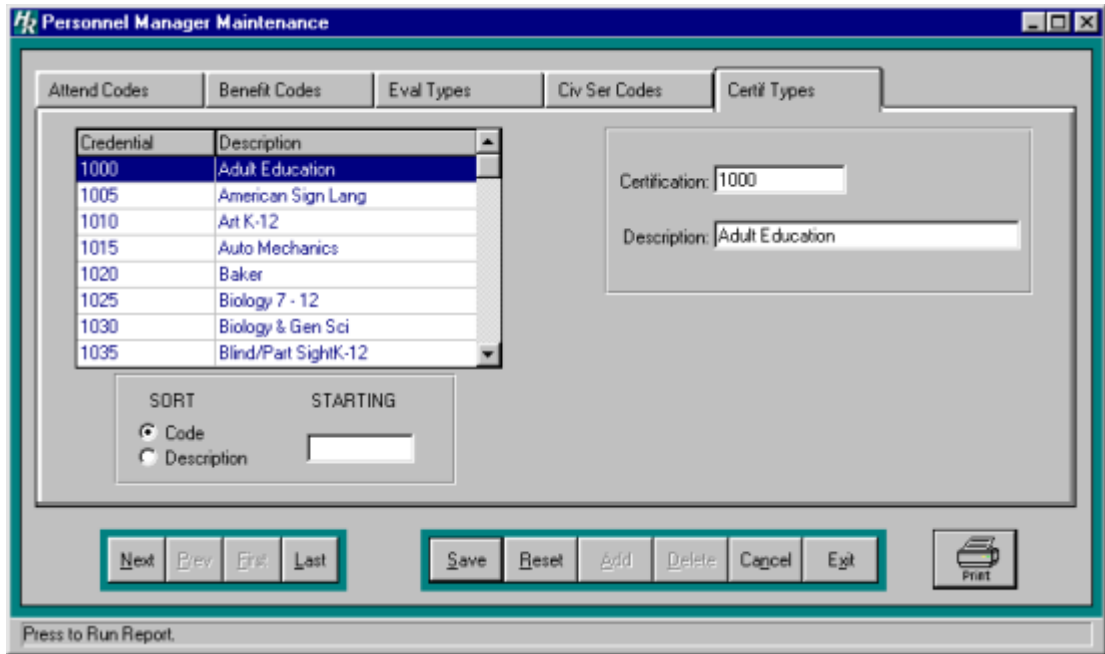 HR Personnel Manager Maintenance
Attend Codes Benefit Codes Eval Types Civ Ser Codes Certif Types
Credential Description
1000 Adult Education
1005 American Sign Lang
1010 Art K-12
1015 Auto Mechanics
1020 Baker
1025 Biology 7 - 12
1030 Biology & Gen Sci
1035 Blind/Part SightK-12
Certification: 1000
Description: Adult Education
SORT STARTING
Code
Description
Next Prev First Last Save Reset Add Delete Cancel Exit Print
Press to Run Report.